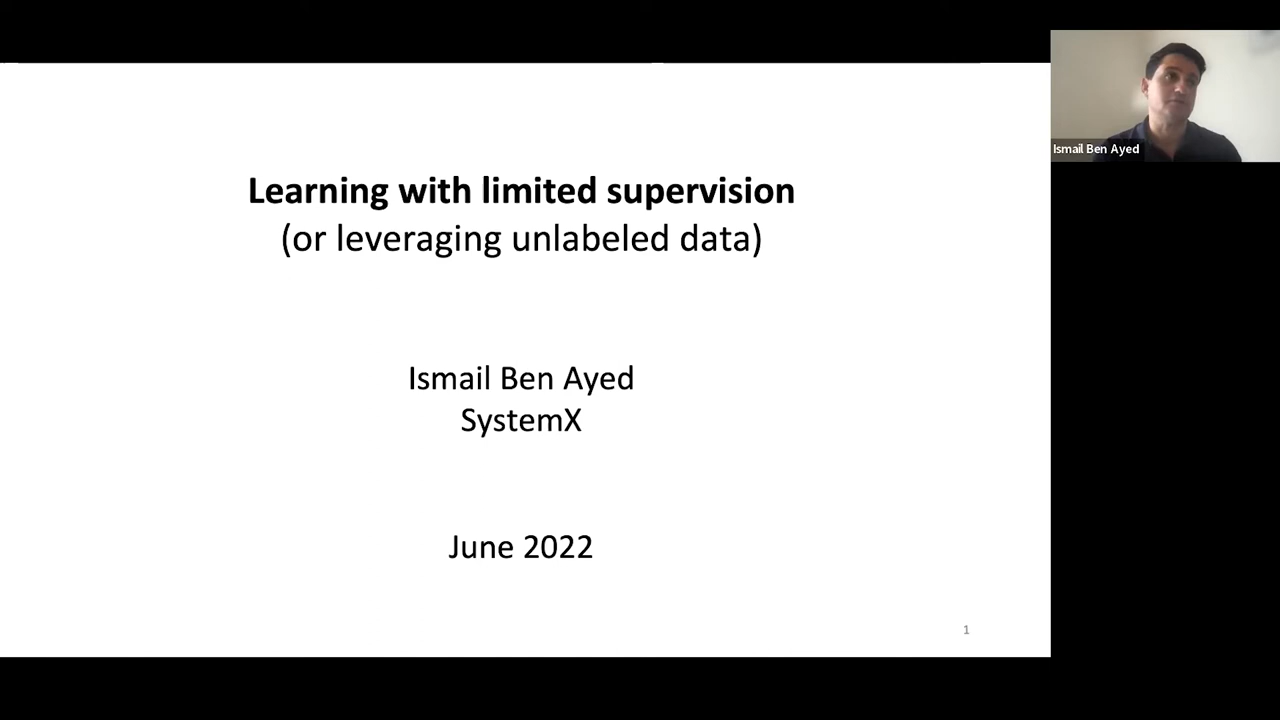 Learning with limited supervision
(or leveraging unlabeled data)
Ismail Ben Ayed
SystemX
June 2022
1
Ismail Ben Ayed